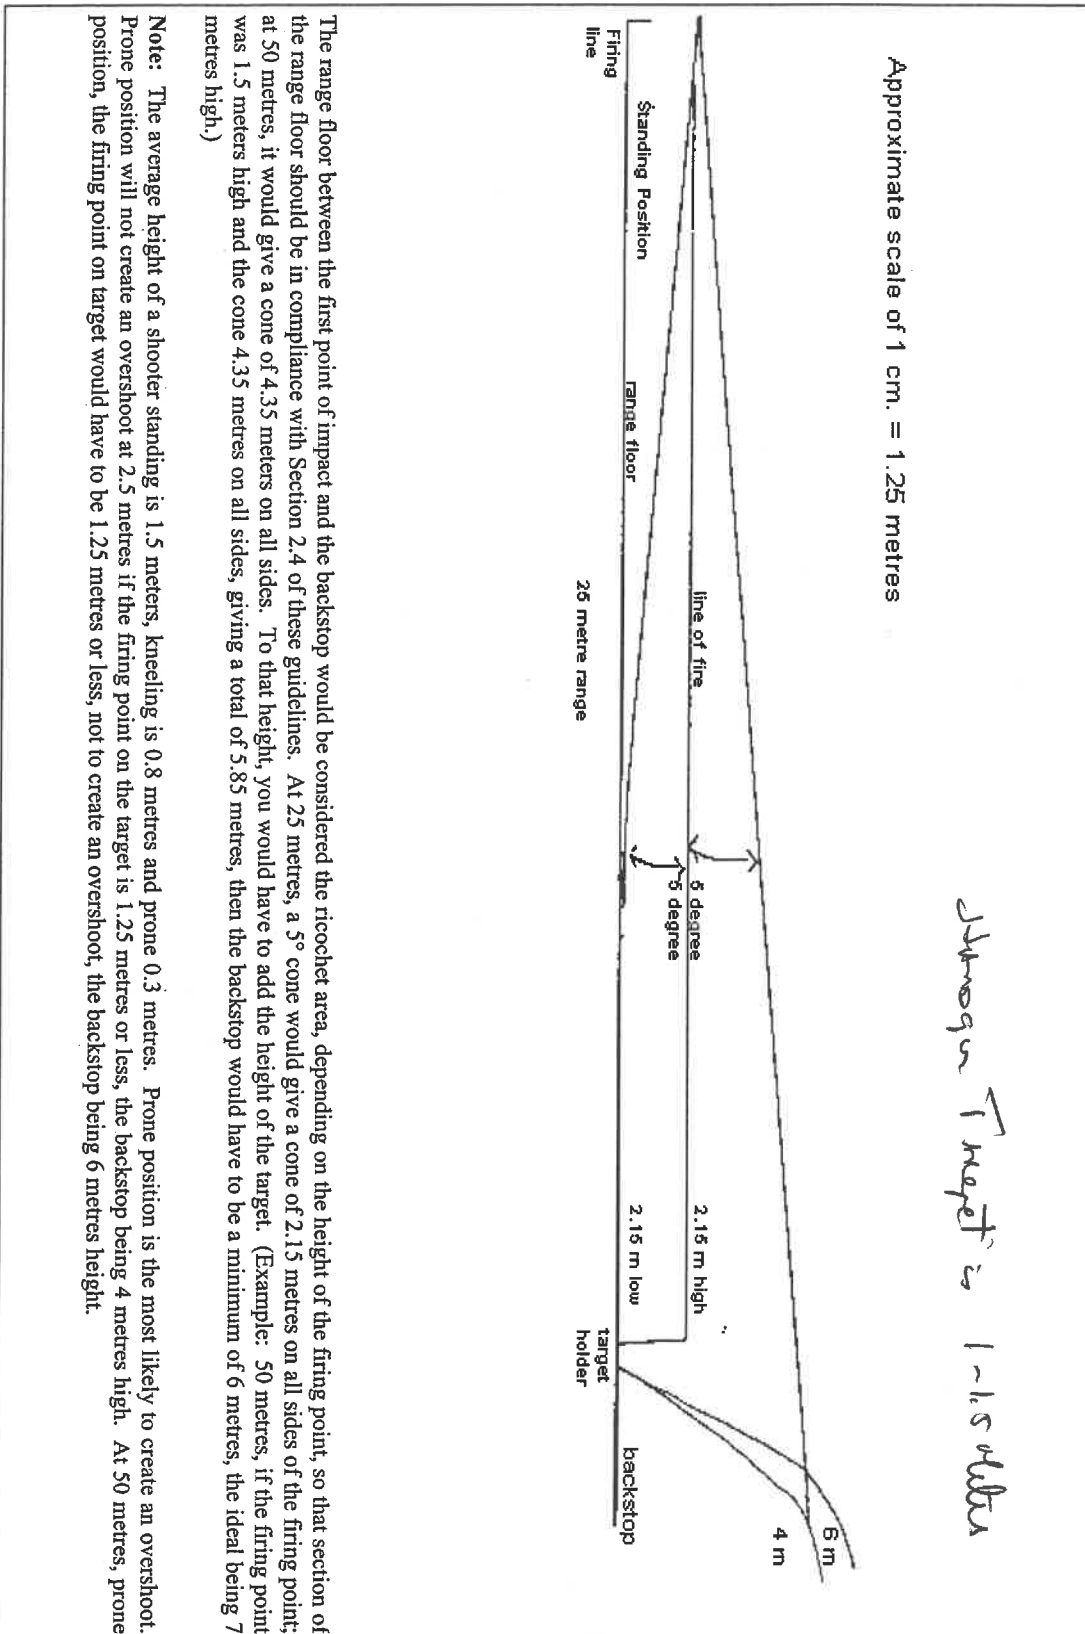 Approximate scale of 1 cm. = 1.25 metres
is 1-1.5
6 m
4 m
line of fire
5 degree
5 degree
2.15 m high
2.15 m low
Standing Position
range floor
Firing
line
25 metre range
target
holder
backstop
The range floor between the first point of impact and the backstop would be considered the ricochet area, depending on the height of the firing point, so that section of
the range floor should be in compliance with Section 2.4 of these guidelines. At 25 metres, a 5° cone would give a cone of 2.15 metres on all sides of the firing point;
at 50 metres, it would give a cone of 4.35 meters on all sides. To that height, you would have to add the height of the target. (Example: 50 metres, if the firing point
was 1.5 meters high and the cone 4.35 metres on all sides, giving a total of 5.85 metres, then the backstop would have to be a minimum of 6 metres, the ideal being 7
metres high.)
Note: The average height of a shooter standing is 1.5 meters, kneeling is 0.8 metres and prone 0.3 metres. Prone position is the most likely to create an overshoot.
Prone position will not create an overshoot at 2.5 metres if the firing point on the target is 1.25 metres or less, the backstop being 4 metres high. At 50 metres, prone
position, the firing point on target would have to be 1.25 metres or less, not to create an overshoot, the backstop being 6 metres height.